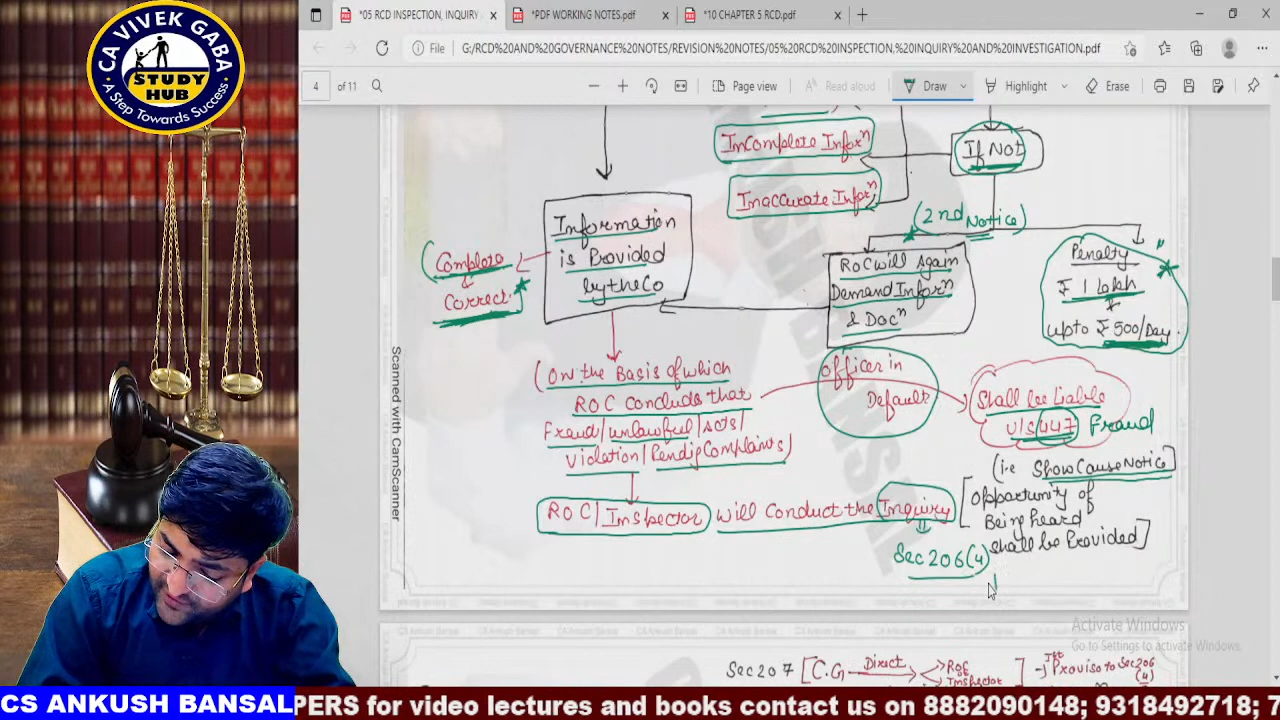 CA VIVEK GABA
STUDY
HUB
A Step Towards Success
*05 RCD INSPECTION, INQUIRY
*PDF WORKING NOTES.pdf
*10 CHAPTER 5 RCD.pdf
File
G:/RCD%20AND%20GOVERNANCE%20NOTES/REVISION%20NOTES/05%20RCD%20INSPECTION,%20INQUIRY%20AND%20INVESTIGATION.pdf
4 of 11
Page view
Read aloud
Draw
Highlight
Erase
InComplete Inforn
Inaccurate Inforn
If Not
(2nd Notice)
Information
is Provided
by the Co
Complete
Correct.
ROC will Again
Demand Inforn
& Docn
Penalty
₹ 1 lakh
+
upto ₹ 500/Day
(On the Basis of which
ROC Conclude that
Fraud/unlawful/acts/
Violation/Pendig Complaints)
Officer in
Default
Shall be Liable
U/S 447 Fraud
(i.e Show Cause Notice
[Opportunity of
Being heard
shall be Provided]
ROC/Inspector will Conduct the Inquiry
Sec 206(4)
Scanned with CamScanner
Activate Windows
Go to Settings to activate Windows.
Sec 207 [C.G Direct ROC
Inspector
1st Proviso to Sec 206
(4)
CS ANKUSH BANSAL
PERS for video lectures and books contact us on 8882090148; 9318492718; 7